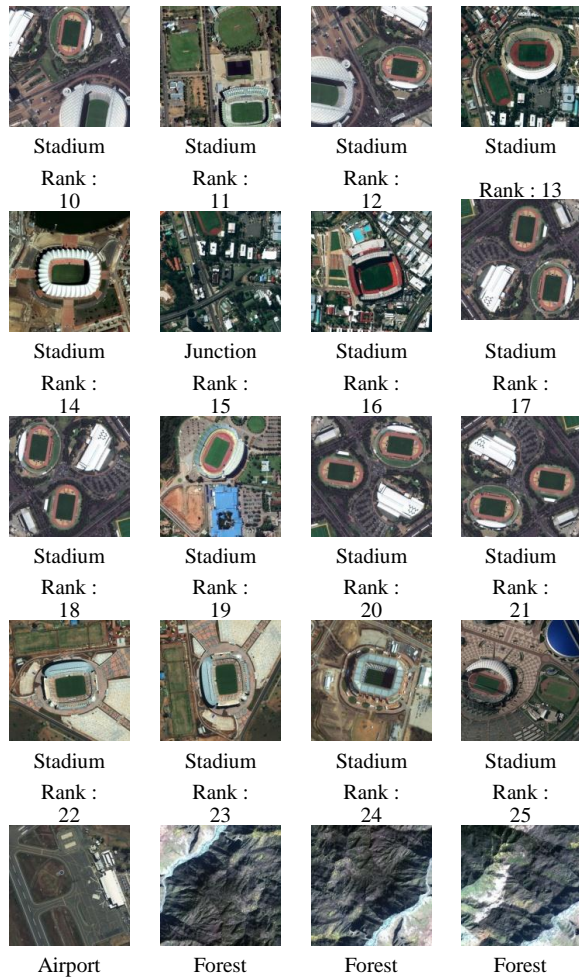 Stadium Stadium Stadium Stadium
Rank : 10 Rank : 11 Rank : 12 Rank : 13
Stadium Junction Stadium Stadium
Rank : 14 Rank : 15 Rank : 16 Rank : 17
Stadium Stadium Stadium Stadium
Rank : 18 Rank : 19 Rank : 20 Rank : 21
Stadium Stadium Stadium Stadium
Rank : 22 Rank : 23 Rank : 24 Rank : 25
Airport Forest Forest Forest